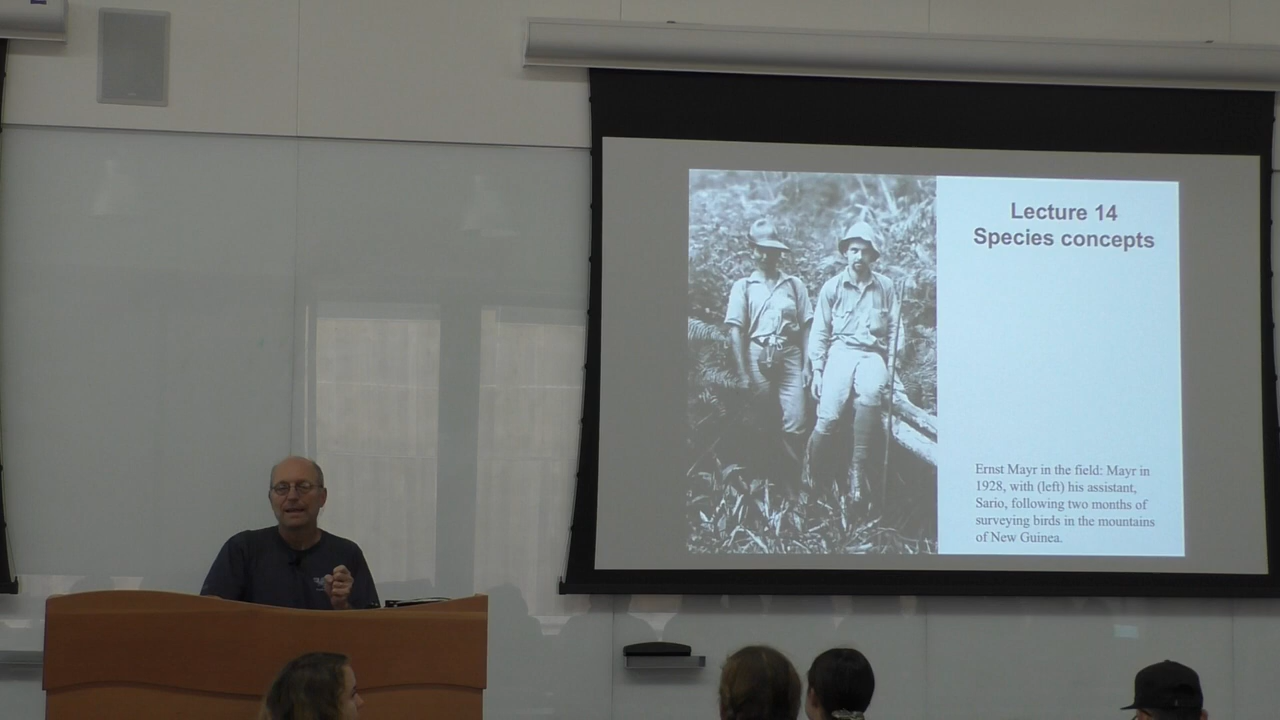 Lecture 14
Species concepts
Ernst Mayr in the field: Mayr in
1928, with (left) his assistant,
Sario, following two months of
surveying birds in the mountains
of New Guinea.